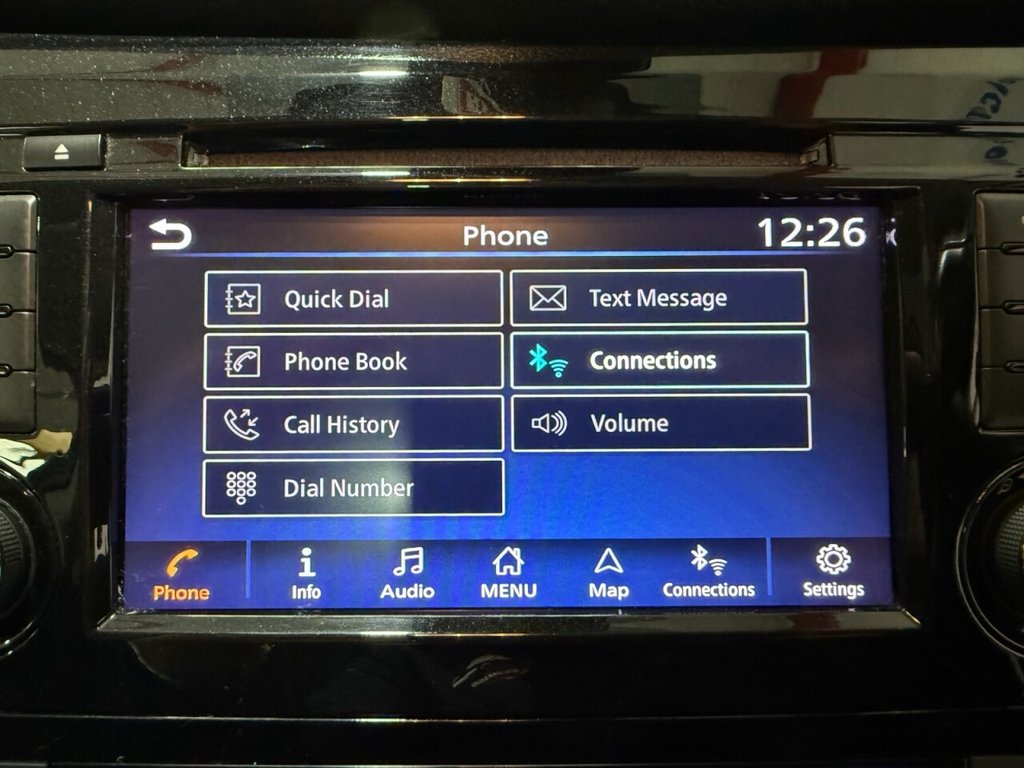 Phone
12:26
Quick Dial
Text Message
Phone Book
Connections
Call History
Volume
Dial Number
Phone
Info
Audio
MENU
Map
Connections
Settings